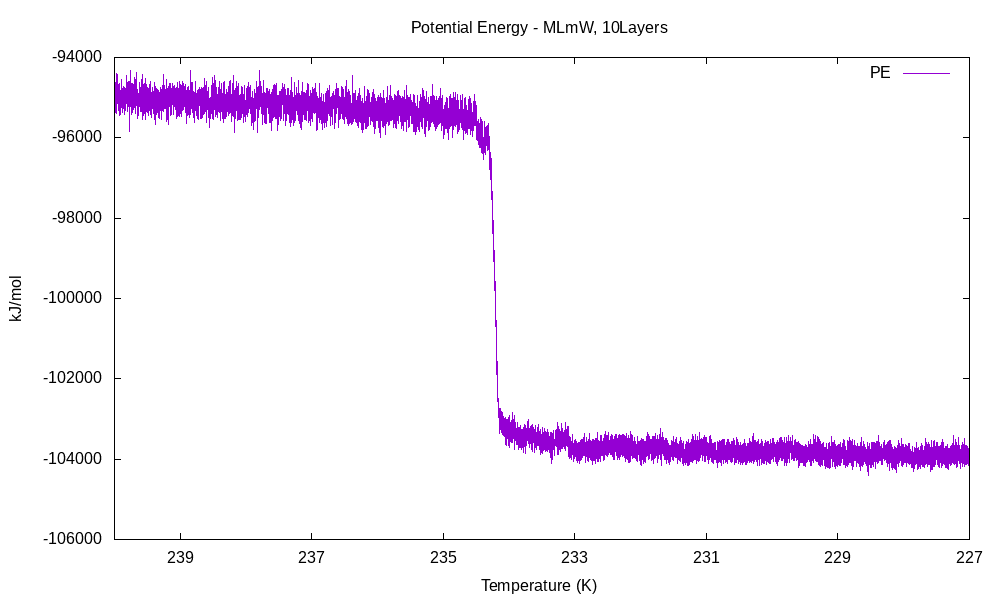 Potential Energy - MLmW, 10Layers
PE
-94000
-96000
-98000
-100000
-102000
-104000
-106000
kJ/mol
239 237 235 233 231 229 227
Temperature (K)